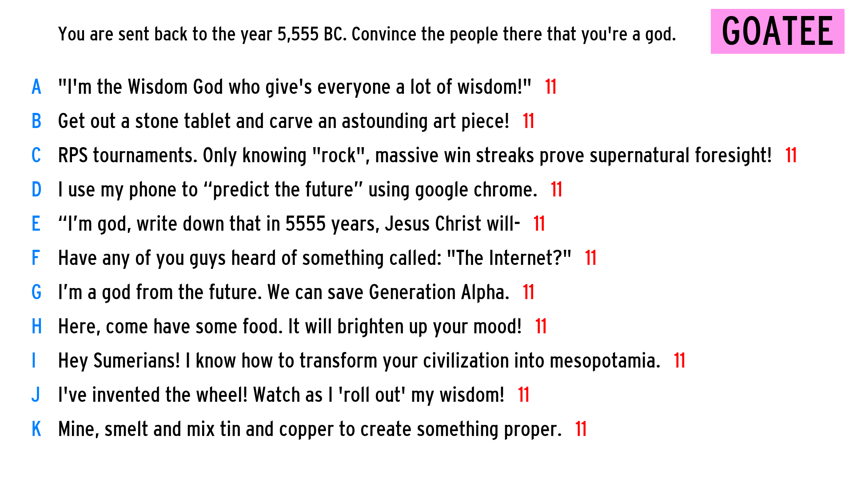 You are sent back to the year 5,555 BC. Convince the people there that you're a god.
GOATEE
A "I'm the Wisdom God who give's everyone a lot of wisdom!" 11
B Get out a stone tablet and carve an astounding art piece! 11
C RPS tournaments. Only knowing "rock", massive win streaks prove supernatural foresight! 11
D I use my phone to “predict the future” using google chrome. 11
E “I’m god, write down that in 5555 years, Jesus Christ will- 11
F Have any of you guys heard of something called: "The Internet?" 11
G I’m a god from the future. We can save Generation Alpha. 11
H Here, come have some food. It will brighten up your mood! 11
I Hey Sumerians! I know how to transform your civilization into mesopotamia. 11
J I've invented the wheel! Watch as I 'roll out' my wisdom! 11
K Mine, smelt and mix tin and copper to create something proper. 11